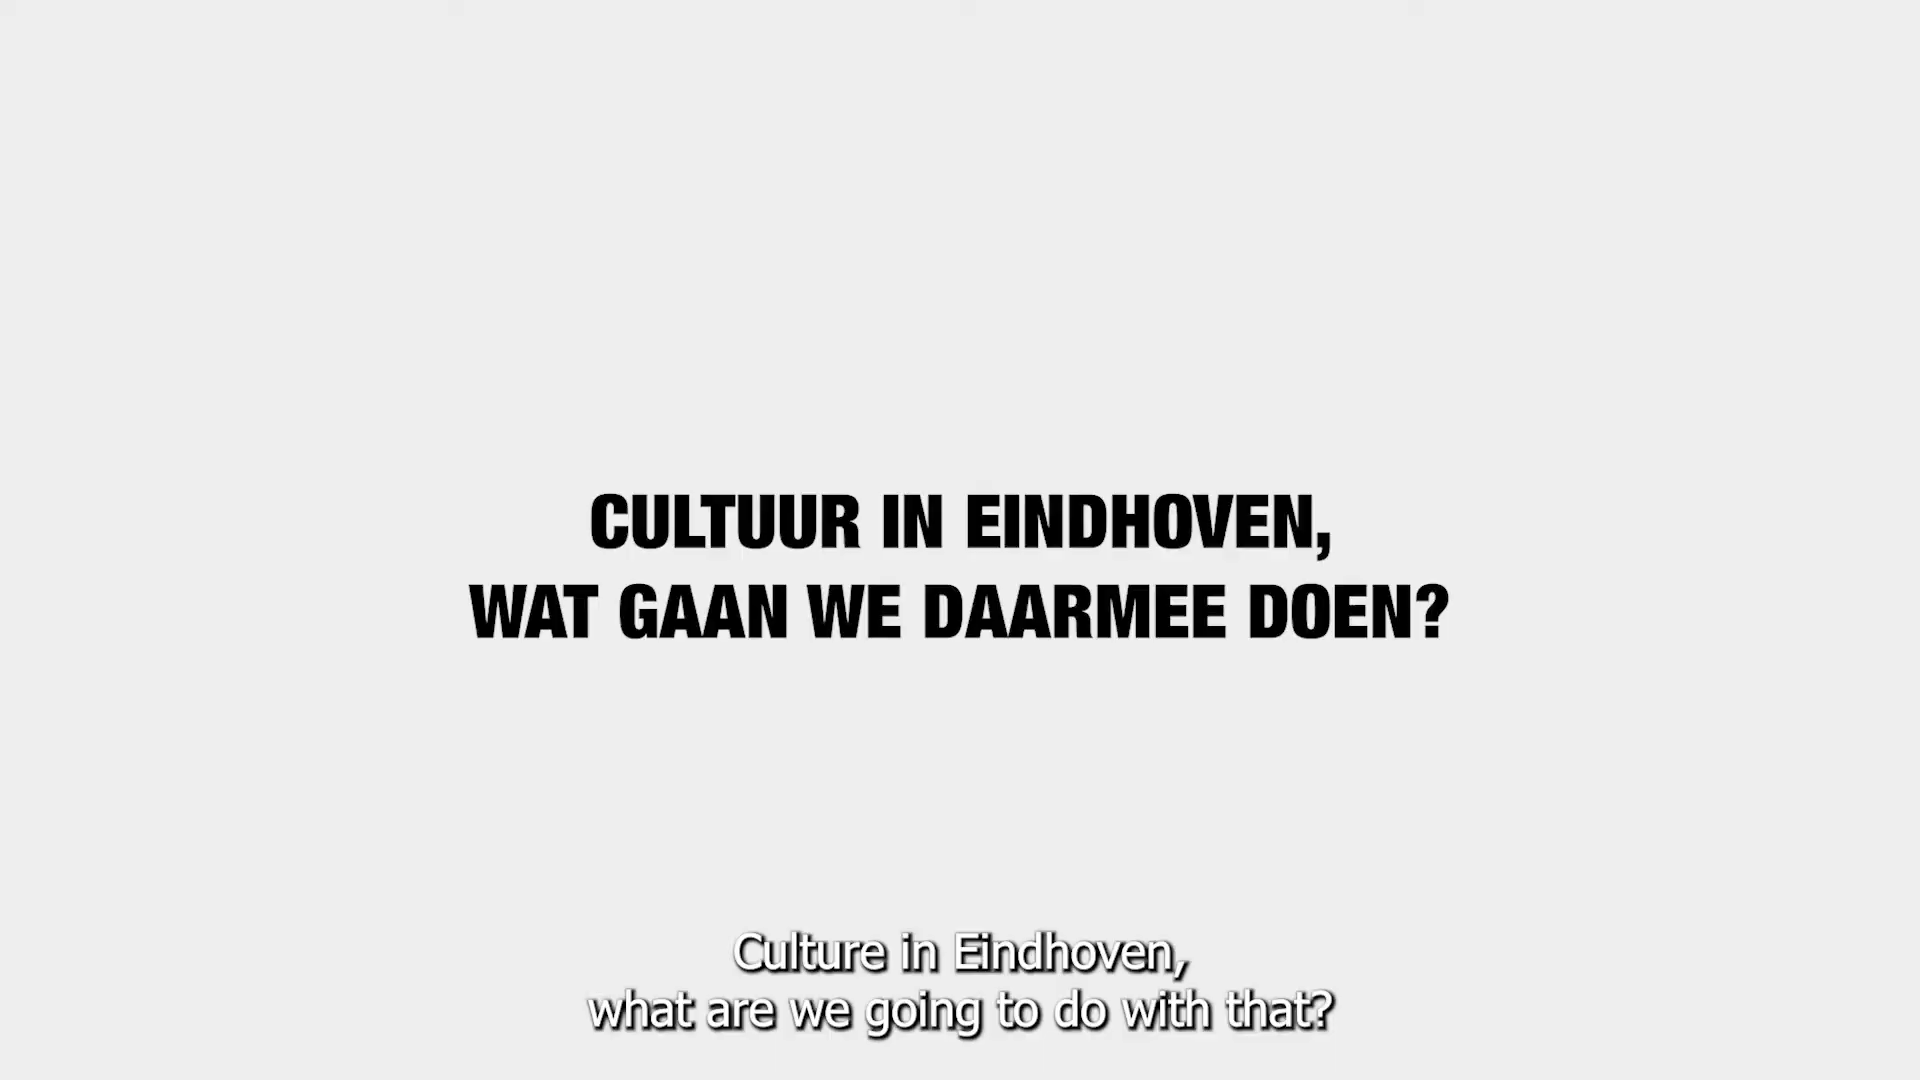 CULTUUR IN EINDHOVEN,
WAT GAAN WE DAARMEE DOEN?
Culture in Eindhoven,
what are we going to do with that?